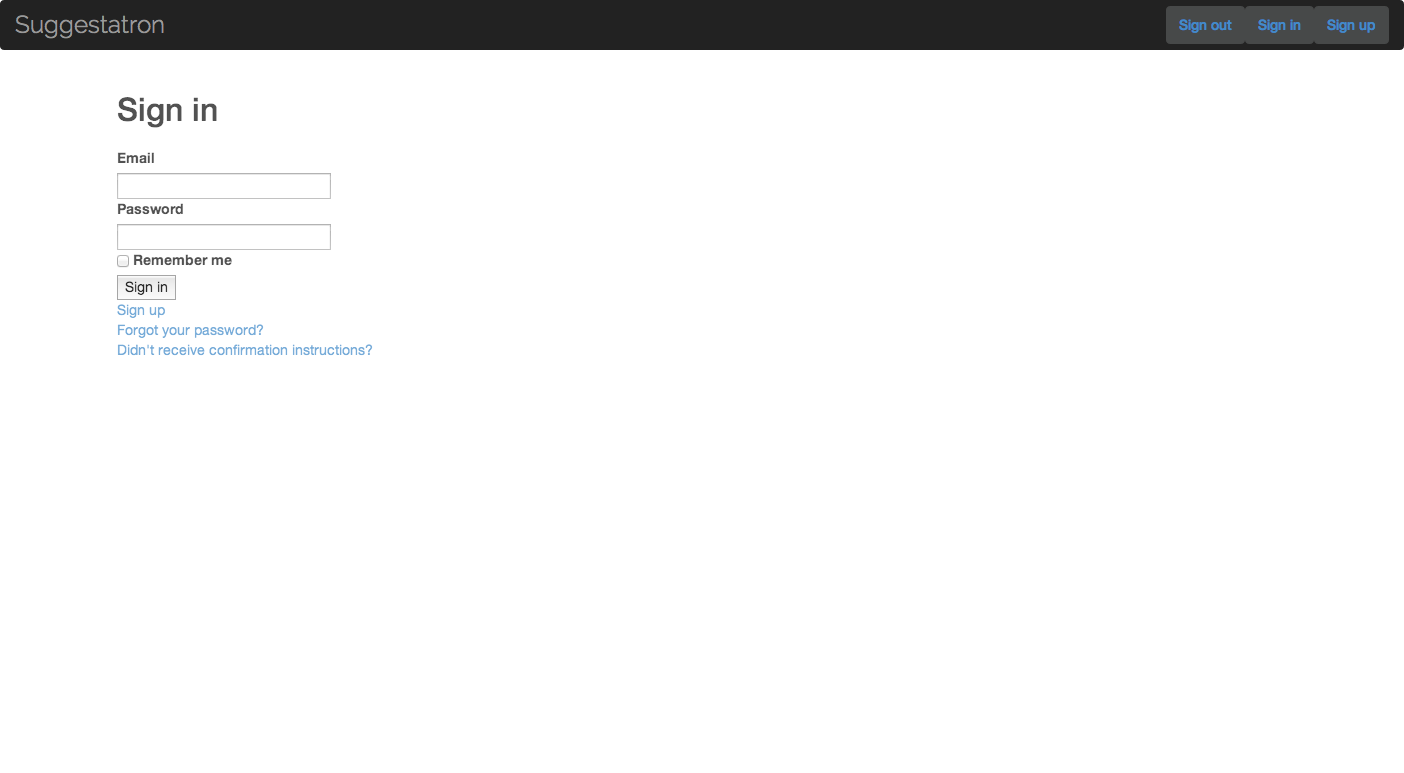 Suggestatron
Sign out Sign in Sign up
Sign in
Email
Password
Remember me
Sign in
Sign up
Forgot your password?
Didn't receive confirmation instructions?